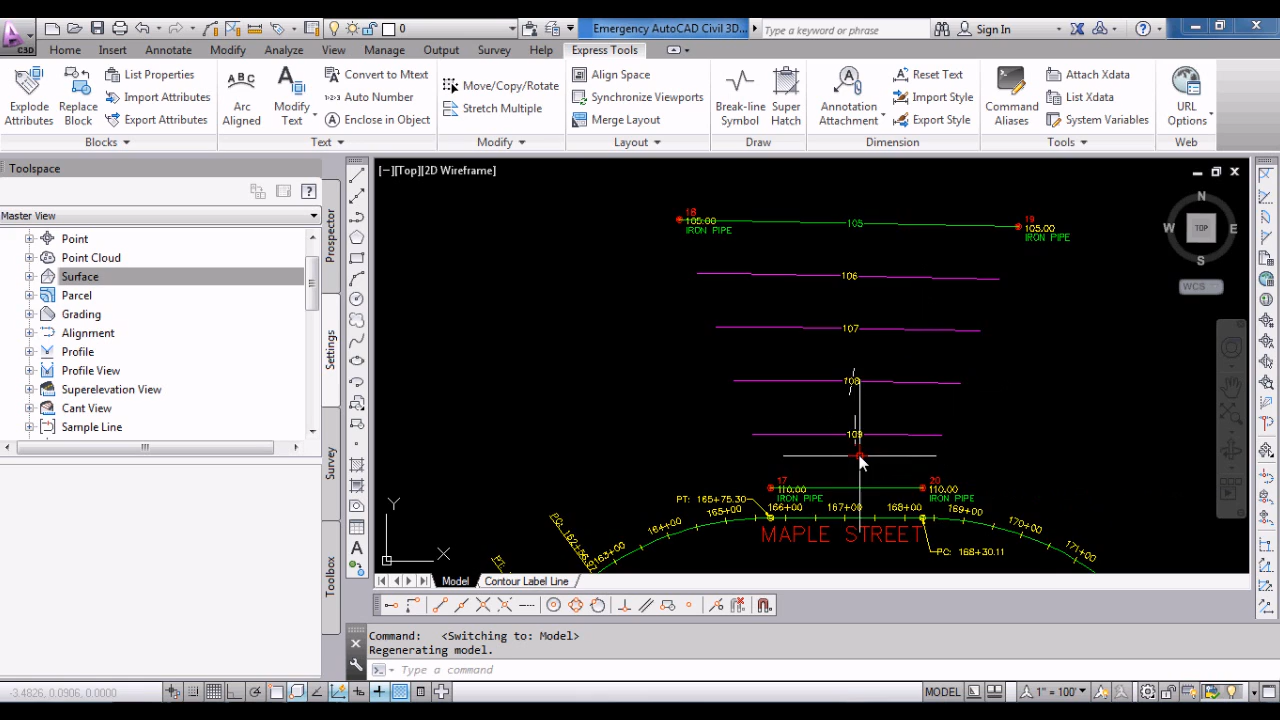 C3D
0
Emergency AutoCAD Civil 3D...
Type a keyword or phrase
Sign In
Home Insert Annotate Modify Analyze View Manage Output Survey Help Express Tools
Explode Attributes
Replace Block
List Properties
Import Attributes
Export Attributes
Blocks
ABC
Arc Aligned
Modify Text
Convert to Mtext
1-2-3 Auto Number
Enclose in Object
Text
Move/Copy/Rotate
Stretch Multiple
Modify
Align Space
Synchronize Viewports
Merge Layout
Layout
Break-line Symbol
Super Hatch
Draw
Annotation Attachment
Reset Text
Import Style
Export Style
Dimension
Command Aliases
Attach Xdata
List Xdata
System Variables
Tools
URL Options
Web
Toolspace
Master View
Point
Point Cloud
Surface
Parcel
Grading
Alignment
Profile
Profile View
Superelevation View
Cant View
Sample Line
Prospector
Settings
Survey
Toolbox
[−][Top][2D Wireframe]
N
W TOP E
S
WCS
18
105.00
IRON PIPE
105
19
105.00
IRON PIPE
106
107
108
109
17
110.00
IRON PIPE
20
110.00
IRON PIPE
PT: 165+75.30
163+00
164+00
165+00
166+00
167+00
168+00
169+00
170+00
171+00
MAPLE STREET
PC: 168+30.11
Y
X
Model Contour Label Line
Command: <Switching to: Model>
Regenerating model.
Type a command
-3.4826, 0.0906, 0.0000
MODEL
1" = 100'